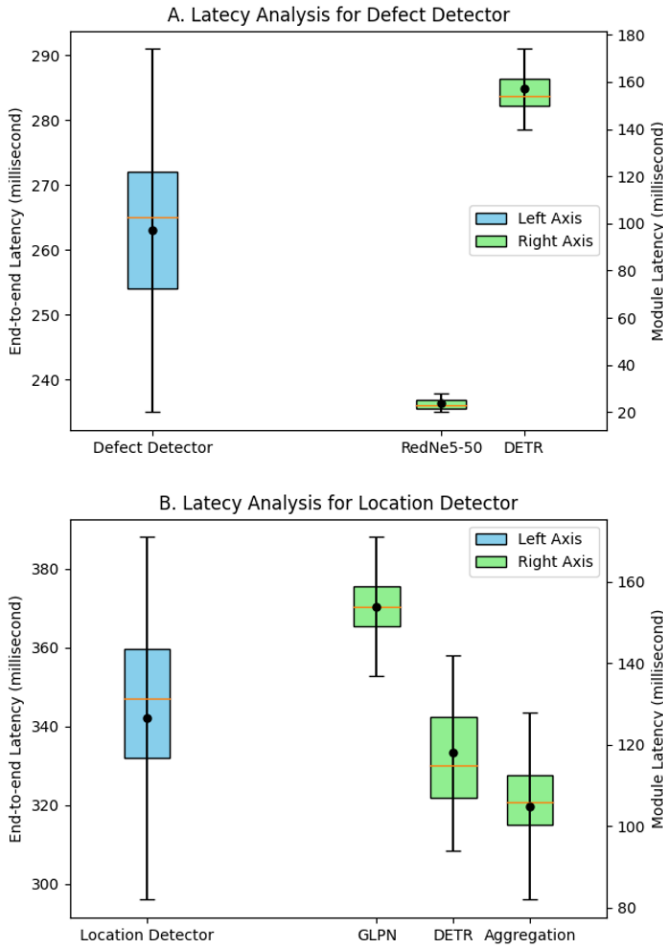 A. Latecy Analysis for Defect Detector
End-to-end Latency (millisecond)
290
280
270
260
250
240
180
160
140
120
100
80
60
40
20
Module Latency (millisecond)
Left Axis
Right Axis
Defect Detector
RedNe5-50
DETR
B. Latecy Analysis for Location Detector
End-to-end Latency (millisecond)
380
360
340
320
300
160
140
120
100
80
Module Latency (millisecond)
Left Axis
Right Axis
Location Detector
GLPN
DETR
Aggregation